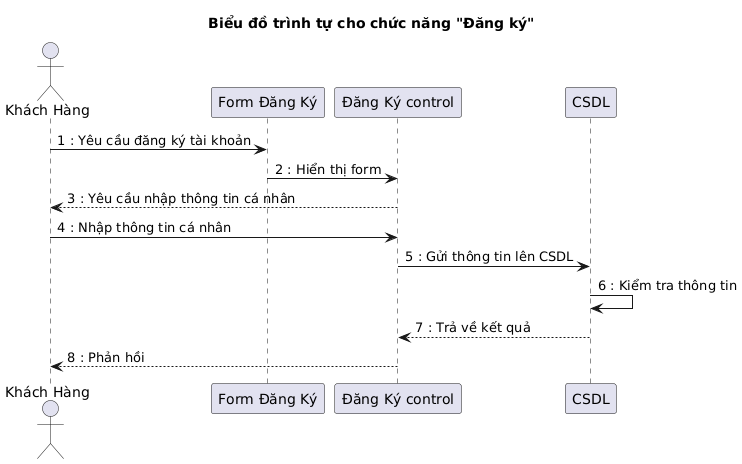 Biểu đồ trình tự cho chức năng "Đăng ký"
Khách Hàng
Form Đăng Ký
Đăng Ký control
CSDL
1 : Yêu cầu đăng ký tài khoản
2 : Hiển thị form
3 : Yêu cầu nhập thông tin cá nhân
4 : Nhập thông tin cá nhân
5 : Gửi thông tin lên CSDL
6 : Kiểm tra thông tin
7 : Trả về kết quả
8 : Phản hồi
Khách Hàng
Form Đăng Ký
Đăng Ký control
CSDL